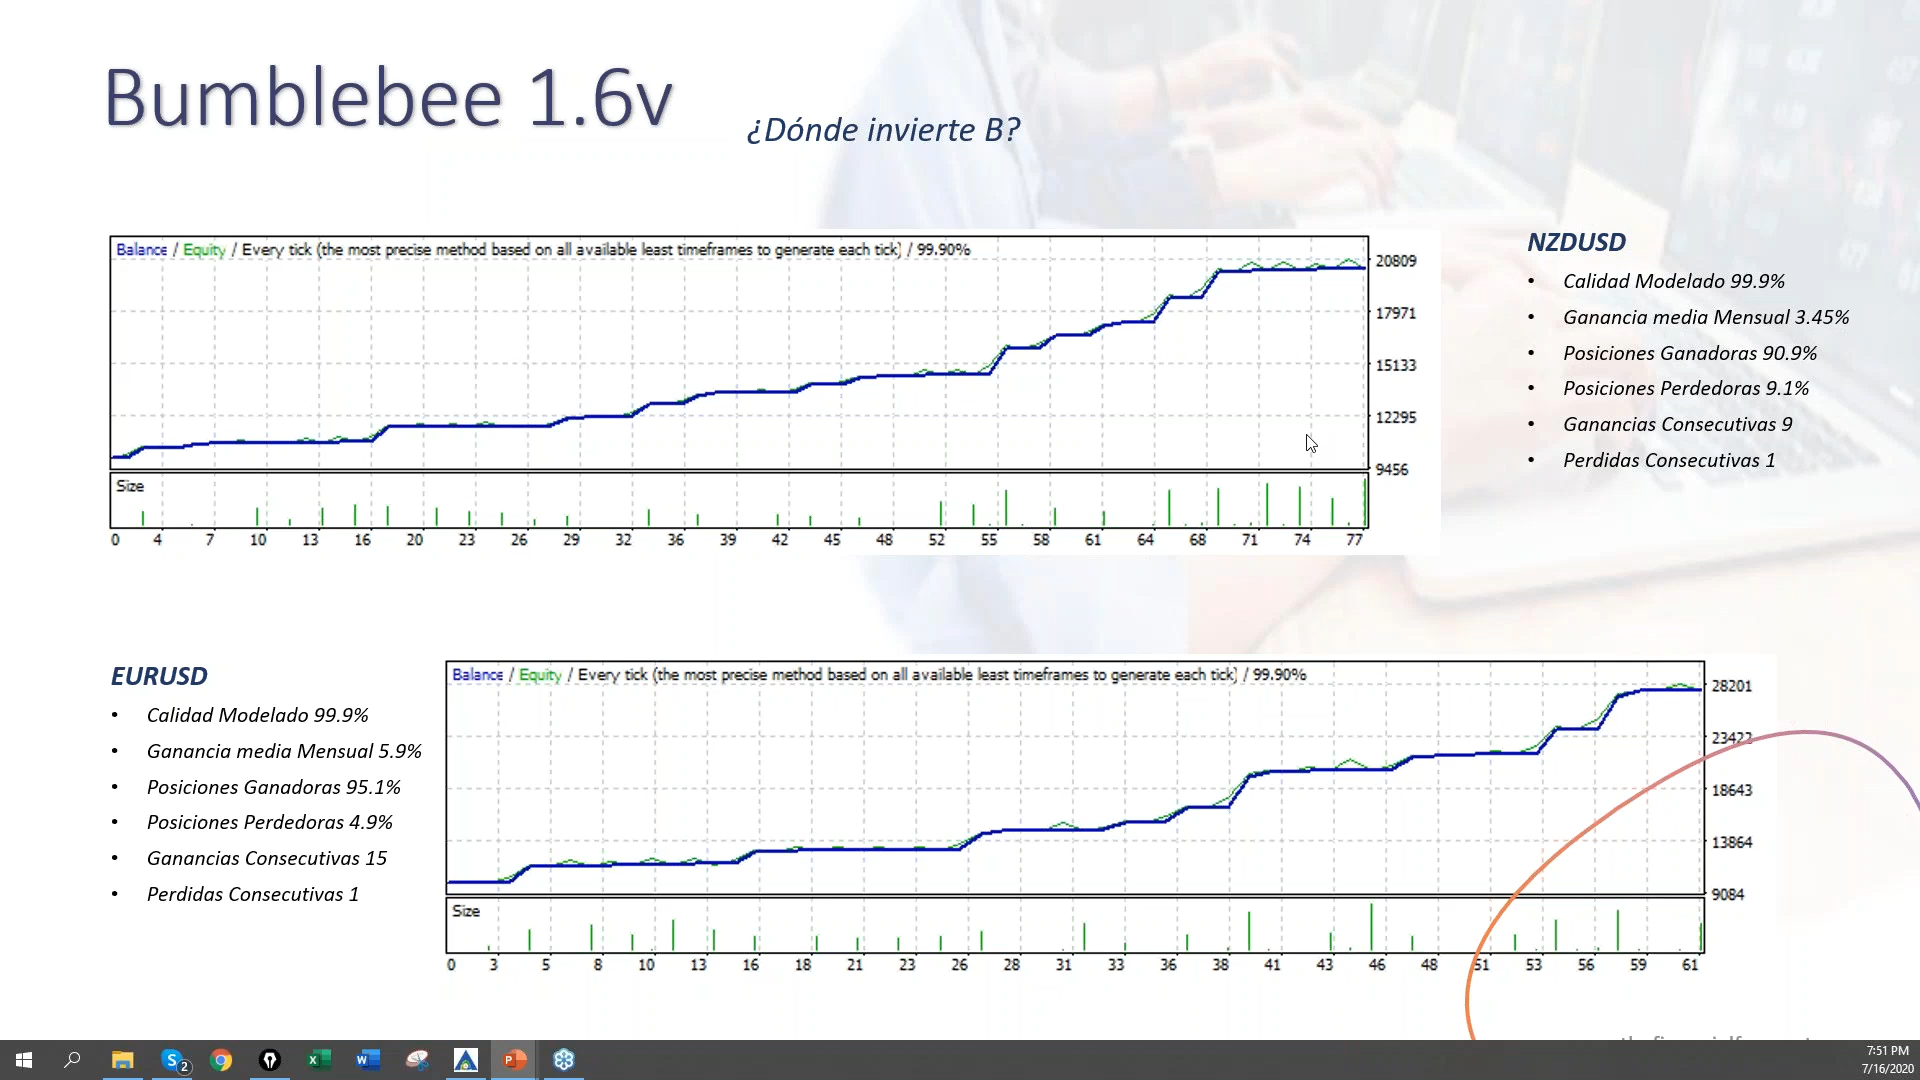 Bumblebee 1.6v
¿Dónde invierte B?
Balance / Equity / Every tick (the most precise method based on all available least timeframes to generate each tick) / 99.90%
20809
17971
15133
12295
9456
Size
0 4 7 10 13 16 20 23 26 29 32 36 39 42 45 48 52 55 58 61 64 68 71 74 77
NZDUSD
• Calidad Modelado 99.9%
• Ganancia media Mensual 3.45%
• Posiciones Ganadoras 90.9%
• Posiciones Perdedoras 9.1%
• Ganancias Consecutivas 9
• Perdidas Consecutivas 1
EURUSD
• Calidad Modelado 99.9%
• Ganancia media Mensual 5.9%
• Posiciones Ganadoras 95.1%
• Posiciones Perdedoras 4.9%
• Ganancias Consecutivas 15
• Perdidas Consecutivas 1
Balance / Equity / Every tick (the most precise method based on all available least timeframes to generate each tick) / 99.90%
28201
23422
18643
13864
9084
Size
0 3 5 8 10 13 16 18 21 23 26 28 31 33 36 38 41 43 46 48 51 53 56 59 61
7:51 PM
7/16/2020